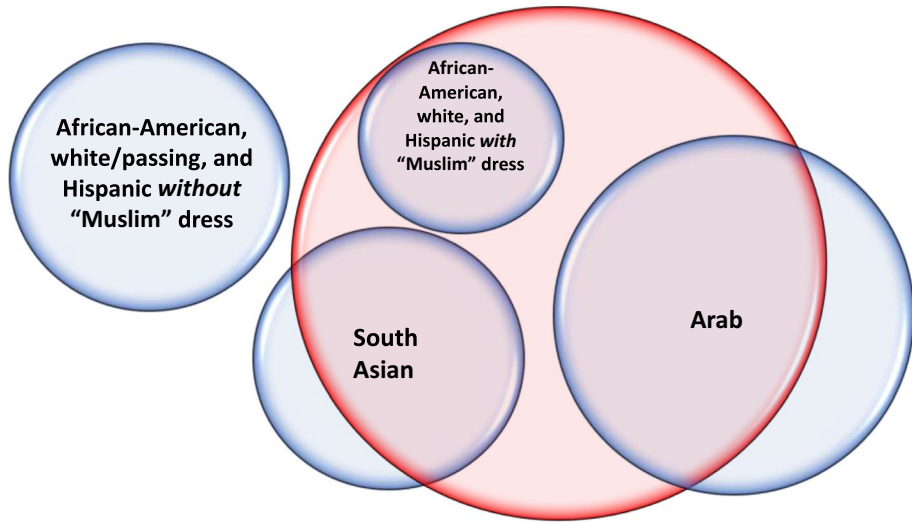 African-American,
white/passing, and
Hispanic without
“Muslim” dress
African-
American,
white, and
Hispanic with
“Muslim” dress
South
Asian
Arab